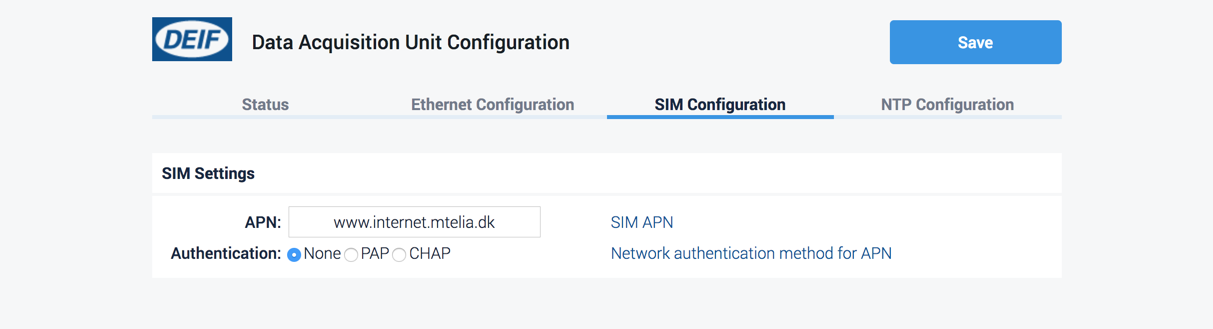 DEIF
Data Acquisition Unit Configuration
Save
Status Ethernet Configuration SIM Configuration NTP Configuration
SIM Settings
APN: www.internet.mtelia.dk SIM APN
Authentication: None PAP CHAP Network authentication method for APN